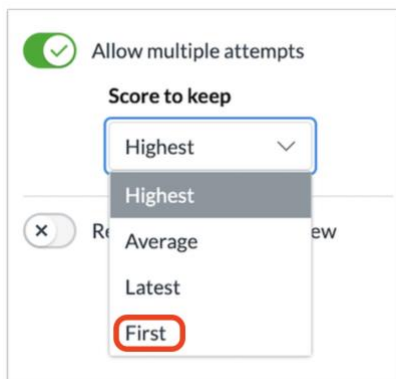 Allow multiple attempts
Score to keep
Highest
Highest
Average
Latest
First